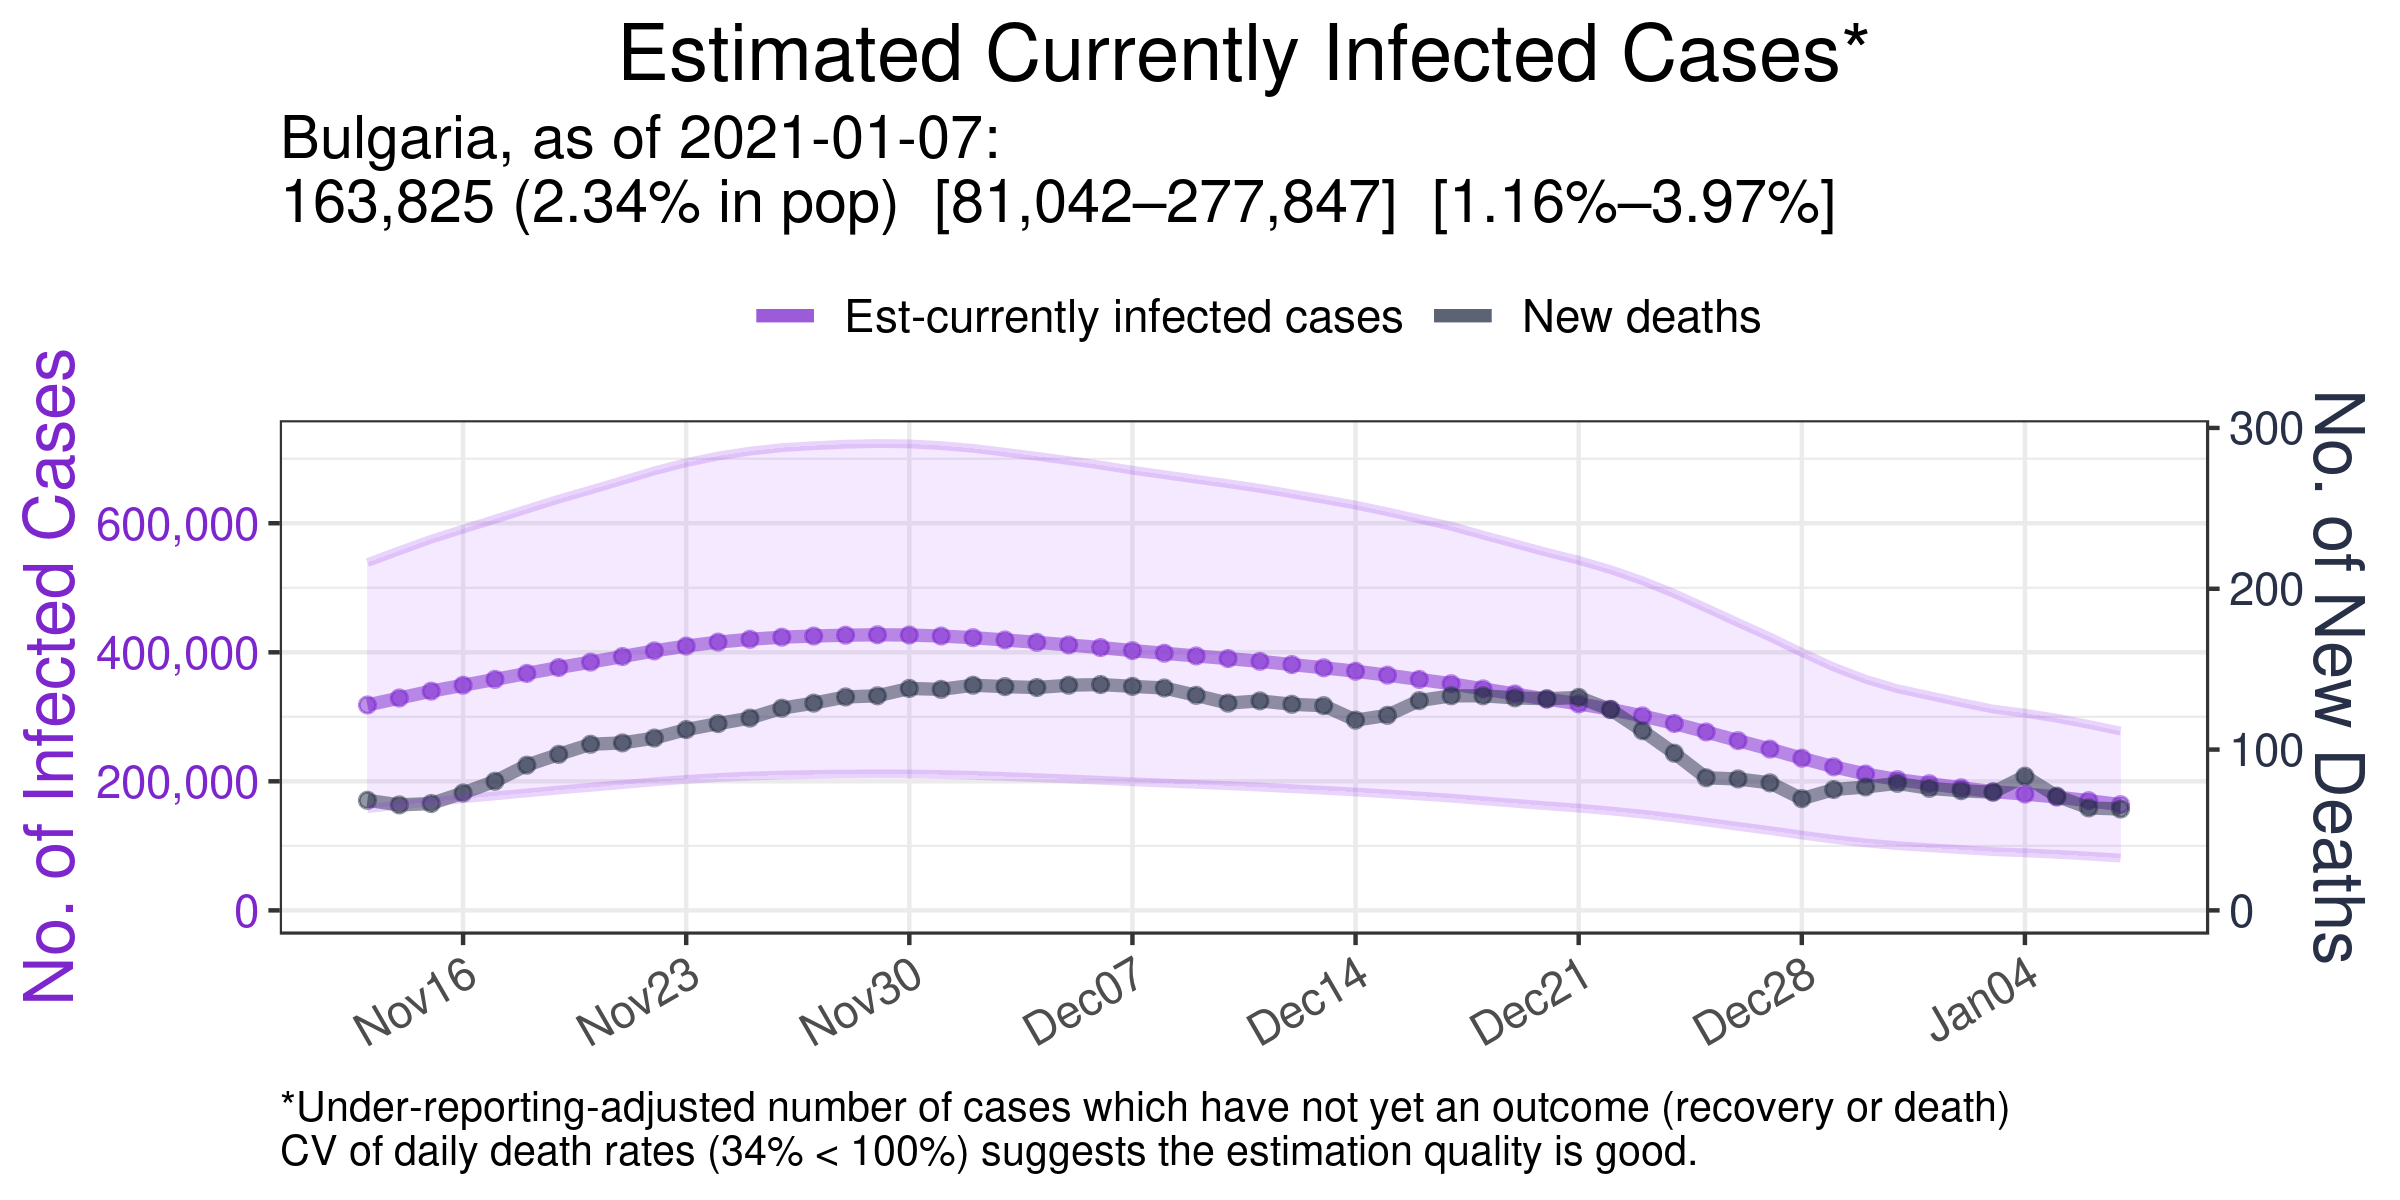 Estimated Currently Infected Cases*
Bulgaria, as of 2021-01-07:
163,825 (2.34% in pop) [81,042–277,847] [1.16%–3.97%]
Est-currently infected cases
New deaths
No. of Infected Cases
600,000
400,000
200,000
0
300
200
100
0
No. of New Deaths
Nov16
Nov23
Nov30
Dec07
Dec14
Dec21
Dec28
Jan04
*Under-reporting-adjusted number of cases which have not yet an outcome (recovery or death)
CV of daily death rates (34% < 100%) suggests the estimation quality is good.